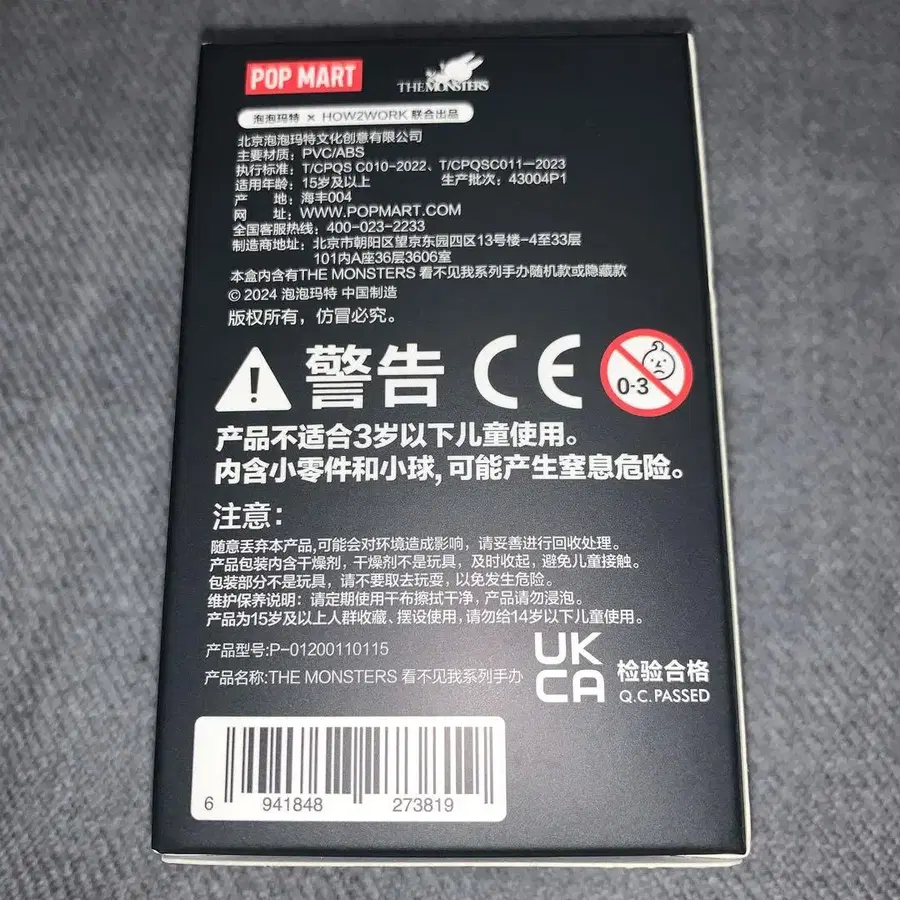 POP MART
THE MONSTERS
泡泡玛特 × HOW2WORK 联合出品
北京泡泡玛特文化创意有限公司
主要材质：PVC/ABS
执行标准：T/CPQS C010-2022、T/CPQSC011—2023
适用年龄：15岁及以上 生产批次：43004P1
产 地：海丰004
网 址：WWW.POPMART.COM
全国客服热线：400-023-2233
制造商地址：北京市朝阳区望京东园四区13号楼-4至33层
101内A座36层3606室
本盒内含有THE MONSTERS 看不见我系列手办随机款或隐藏款
© 2024 泡泡玛特 中国制造
版权所有，仿冒必究。
警告 CE 0-3
产品不适合3岁以下儿童使用。
内含小零件和小球，可能产生窒息危险。
注意：
随意丢弃本产品,可能会对环境造成影响，请妥善进行回收处理。
产品包装内含干燥剂，干燥剂不是玩具，及时收起，避免儿童接触。
包装部分不是玩具，请不要取去玩耍，以免发生危险。
维护保养说明：请定期使用干布擦拭干净，产品请勿浸泡。
产品为15岁及以上人群收藏、摆设使用，请勿给14岁以下儿童使用。
产品型号:P-01200110115
产品名称:THE MONSTERS 看不见我系列手办
UK
CA
检验合格
Q.C.PASSED
6 941848 273819